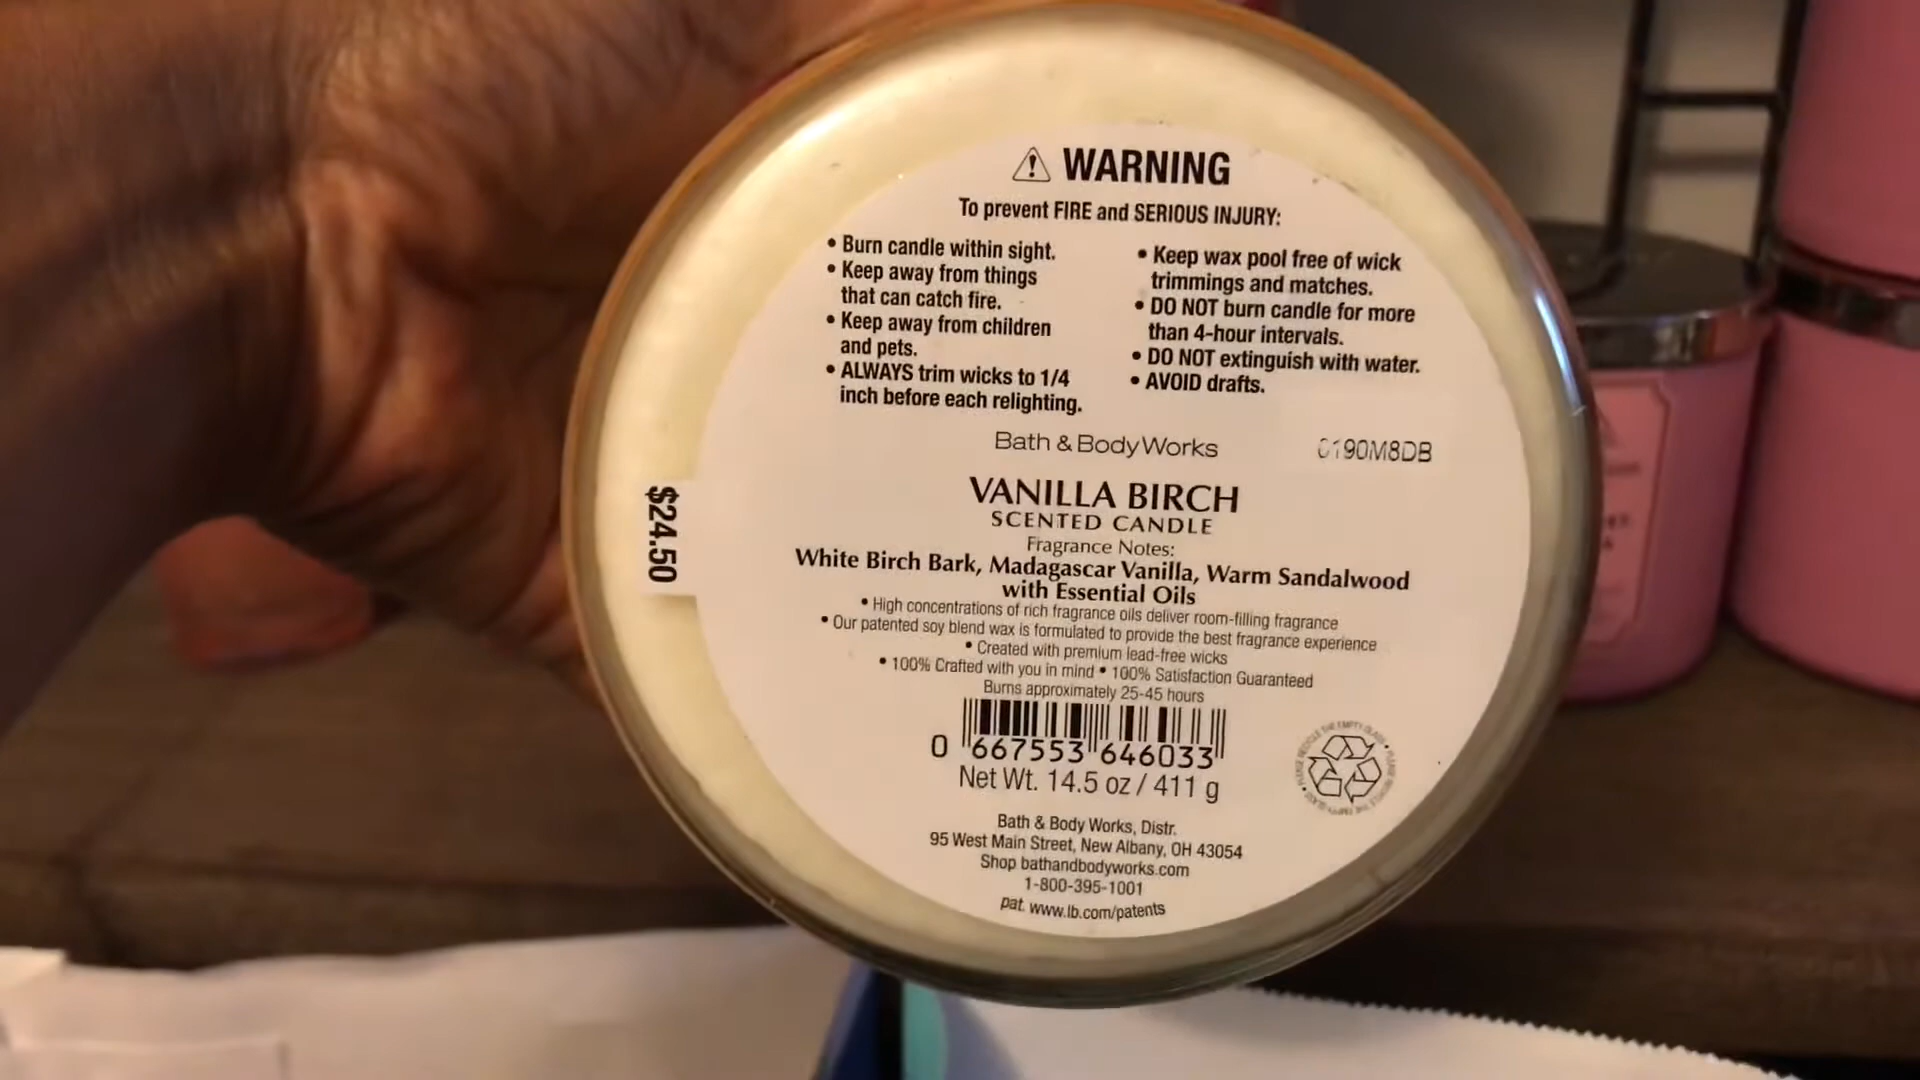 WARNING
To prevent FIRE and SERIOUS INJURY:
• Burn candle within sight.
• Keep away from things
that can catch fire.
• Keep away from children
and pets.
• ALWAYS trim wicks to 1/4
inch before each relighting.
• Keep wax pool free of wick
trimmings and matches.
• DO NOT burn candle for more
than 4-hour intervals.
• DO NOT extinguish with water.
• AVOID drafts.
Bath & Body Works
0190M8DB
$24.50
VANILLA BIRCH
SCENTED CANDLE
Fragrance Notes:
White Birch Bark, Madagascar Vanilla, Warm Sandalwood
with Essential Oils
• High concentrations of rich fragrance oils deliver room-filling fragrance
• Our patented soy blend wax is formulated to provide the best fragrance experience
• Created with premium lead-free wicks
• 100% Crafted with you in mind • 100% Satisfaction Guaranteed
Burns approximately 25-45 hours
0 667553 646033
Net Wt. 14.5 oz / 411 g
Bath & Body Works, Distr.
95 West Main Street, New Albany, OH 43054
Shop bathandbodyworks.com
1-800-395-1001
pat. www.lb.com/patents